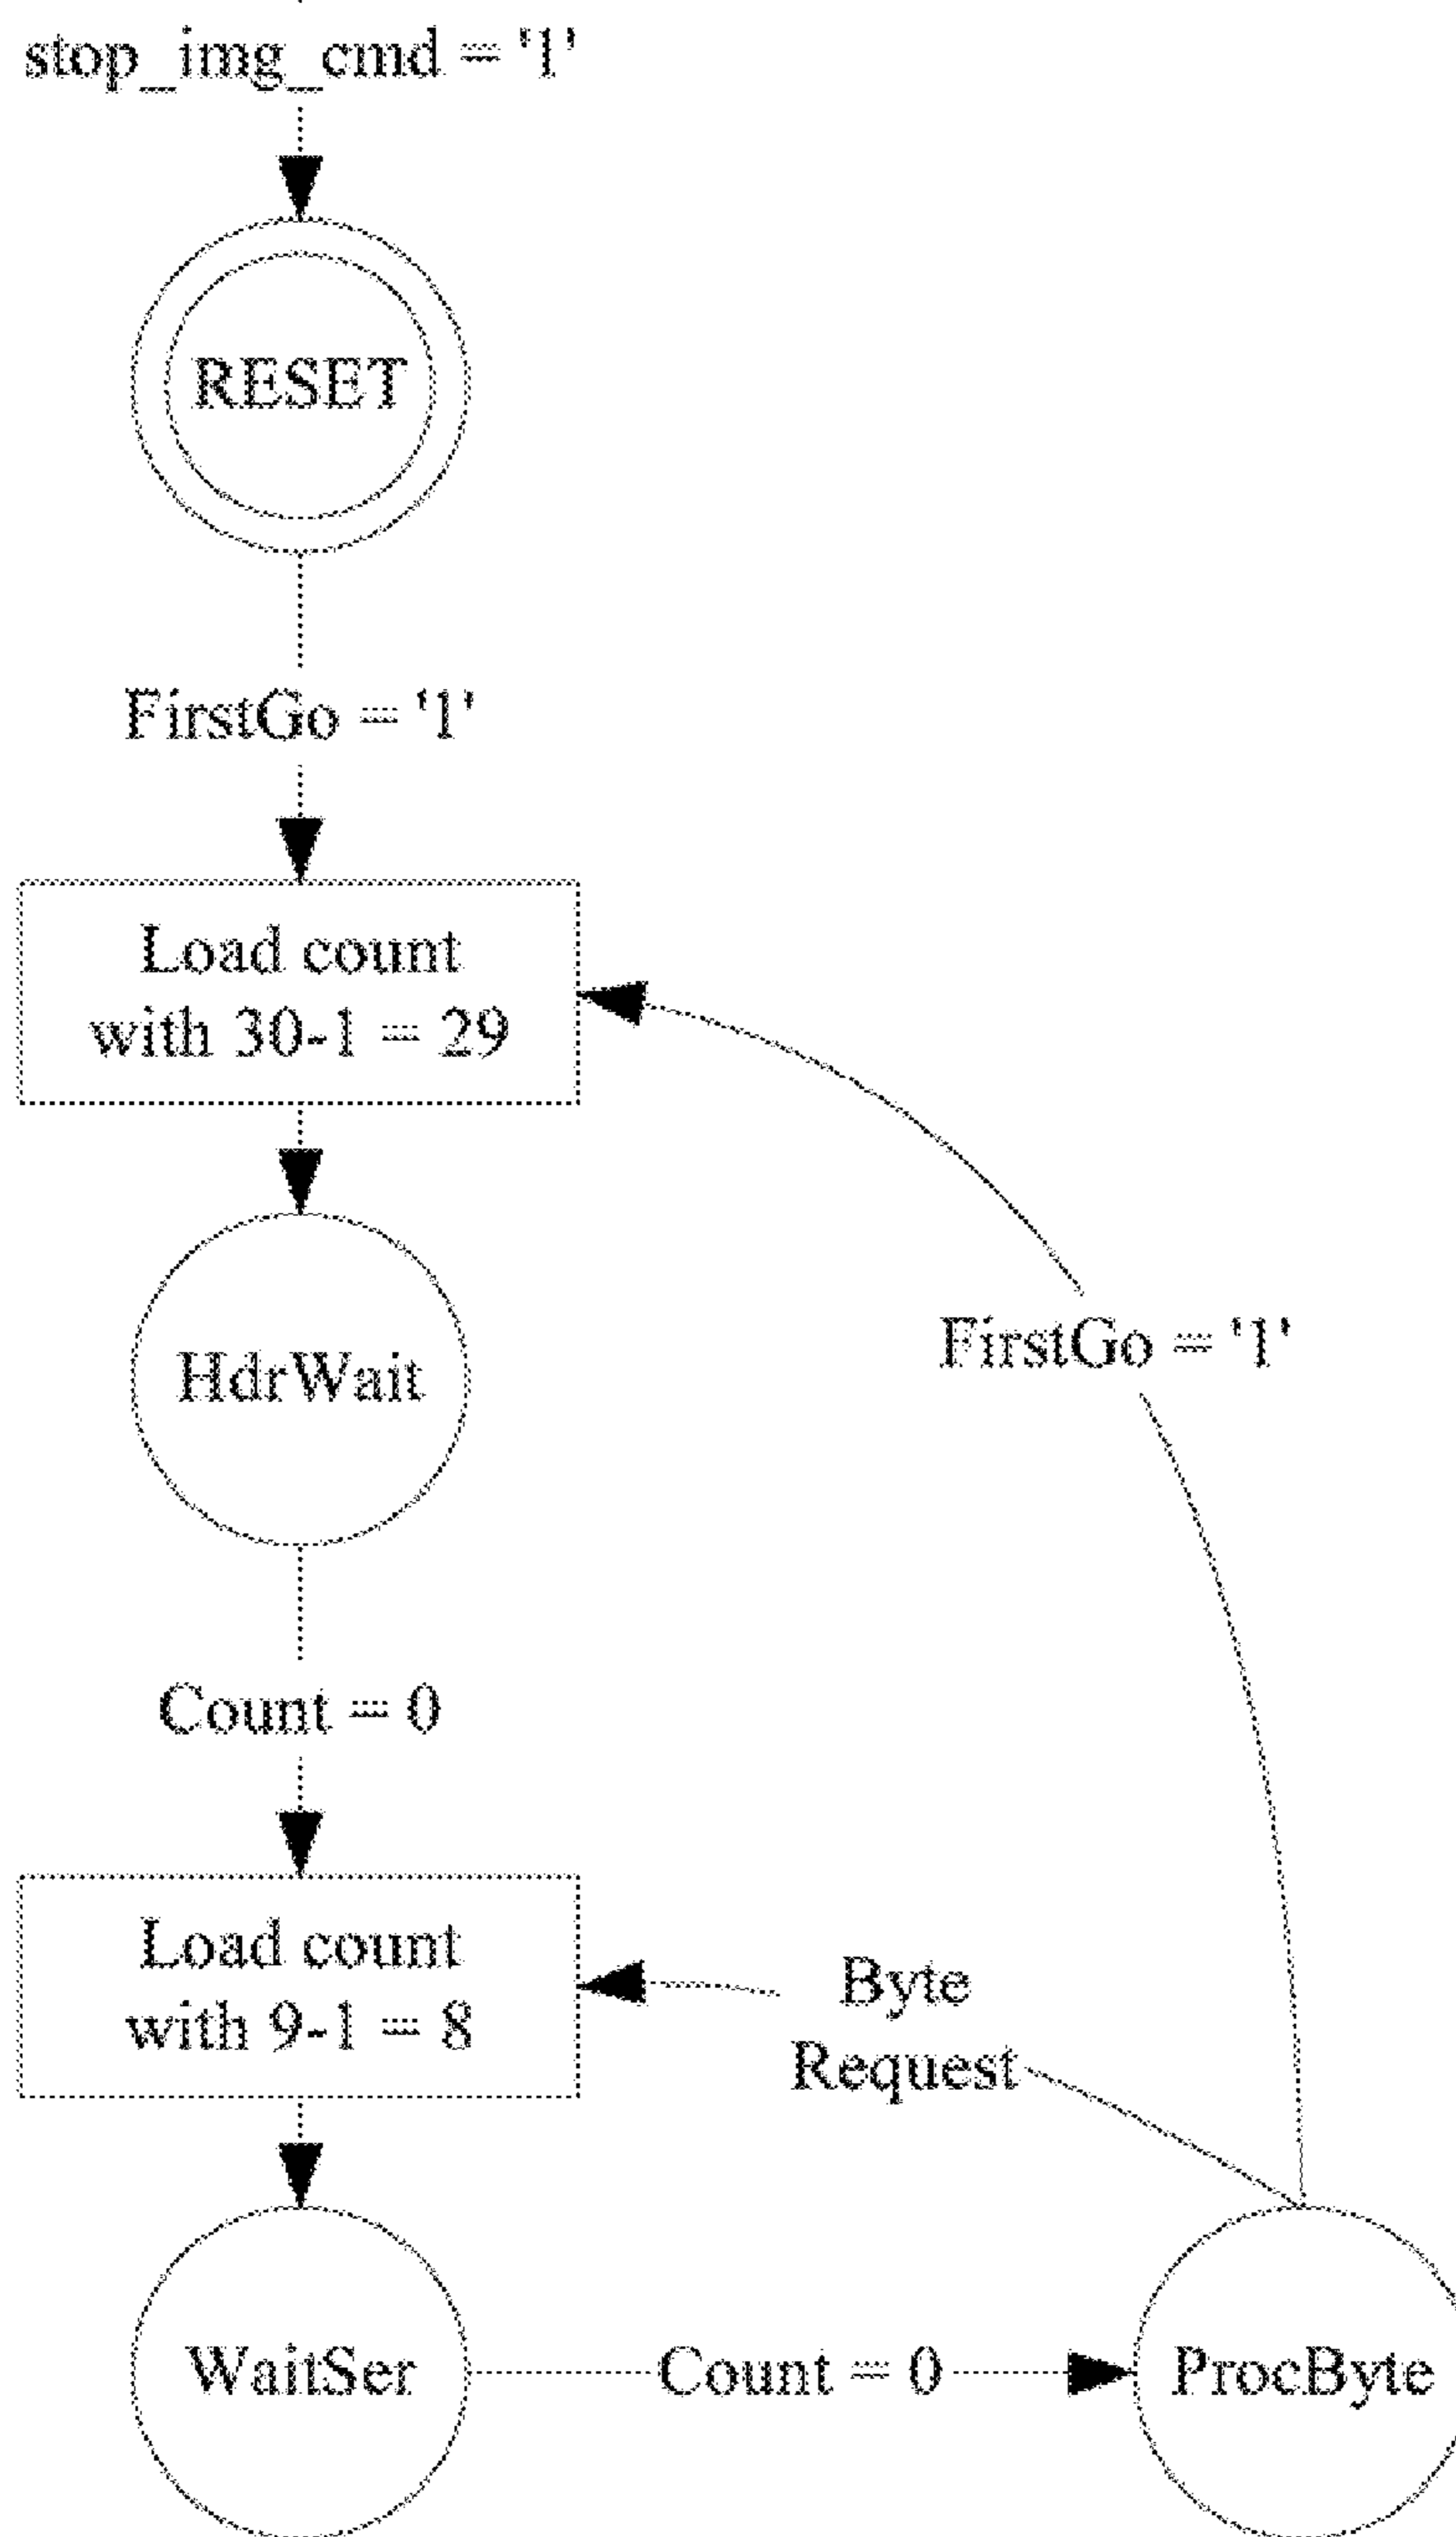 stop_img_cmd = '1'
RESET
FirstGo = '1'
Load count
with 30-1 = 29
HdrWait
FirstGo = '1'
Count = 0
Load count
with 9-1 = 8
Byte
Request
WaitSer
Count = 0
ProcByte